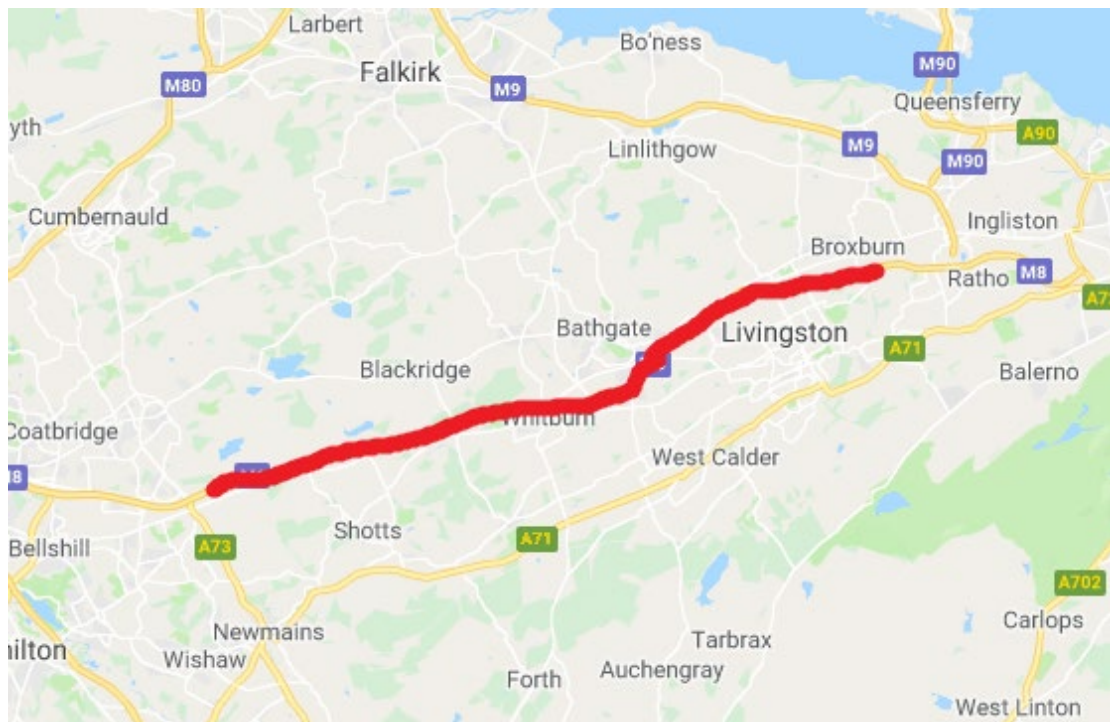 Larbert
Bo'ness
M90
Falkirk
M80
M9
Queensferry
yth
A90
Linlithgow
M9
M90
Cumbernauld
Ingliston
Broxburn
M8
Ratho
Bathgate
Livingston
A71
Blackridge
Balerno
Coatbridge
Whitburn
West Calder
M8
Shotts
A71
Bellshill
A73
A702
Carlops
Newmains
Tarbrax
Wishaw
Auchengray
Forth
West Linton